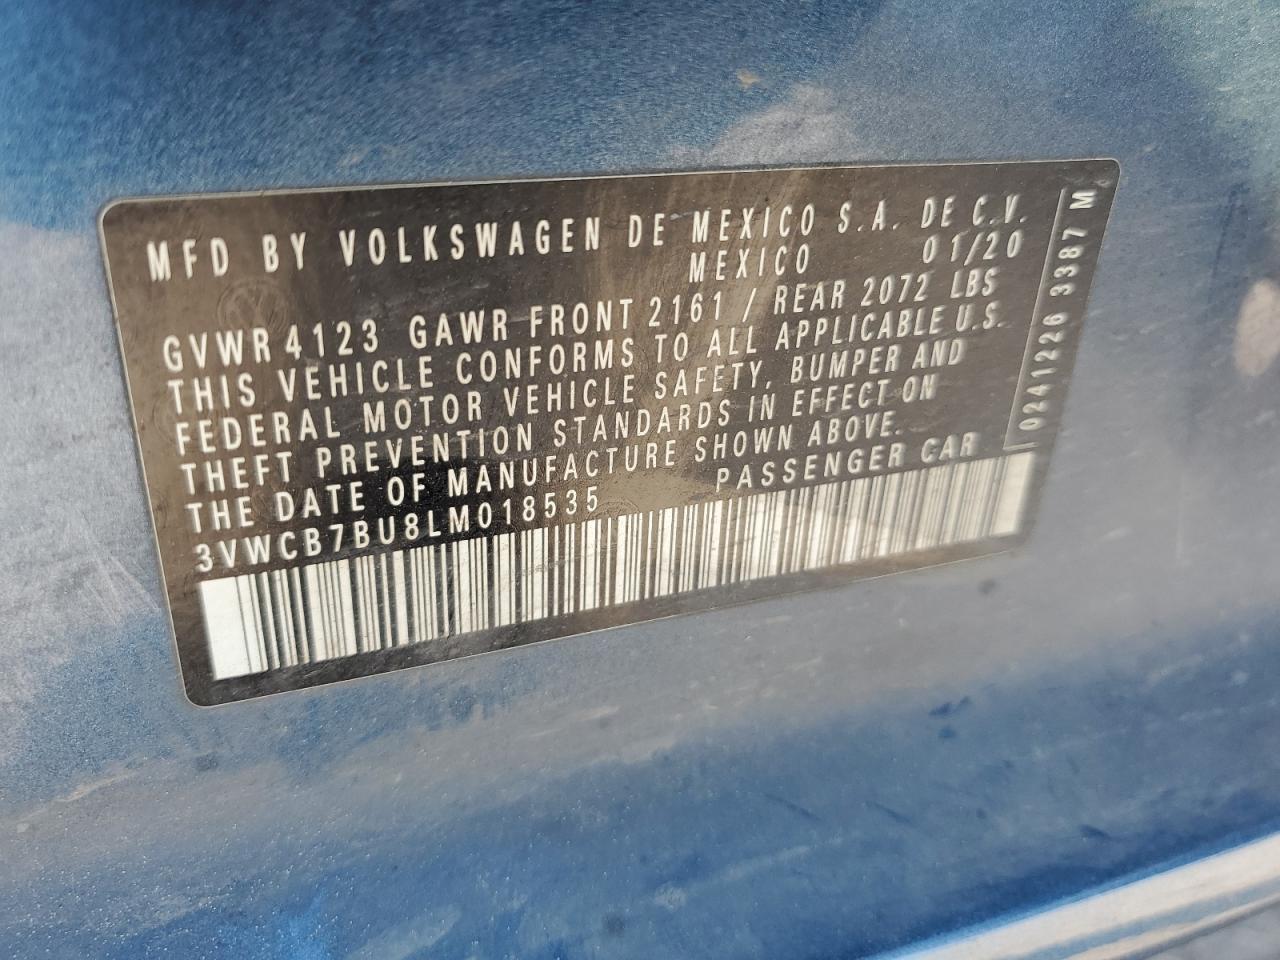 MFD BY VOLKSWAGEN DE MEXICO S.A. DE C.V.
MEXICO 01/20
GVWR 4123 GAWR FRONT 2161 / REAR 2072 LBS
THIS VEHICLE CONFORMS TO ALL APPLICABLE U.S.
FEDERAL MOTOR VEHICLE SAFETY, BUMPER AND
THEFT PREVENTION STANDARDS IN EFFECT ON
THE DATE OF MANUFACTURE SHOWN ABOVE.
3VWCB7BU8LM018535 PASSENGER CAR
0241226 3387 M